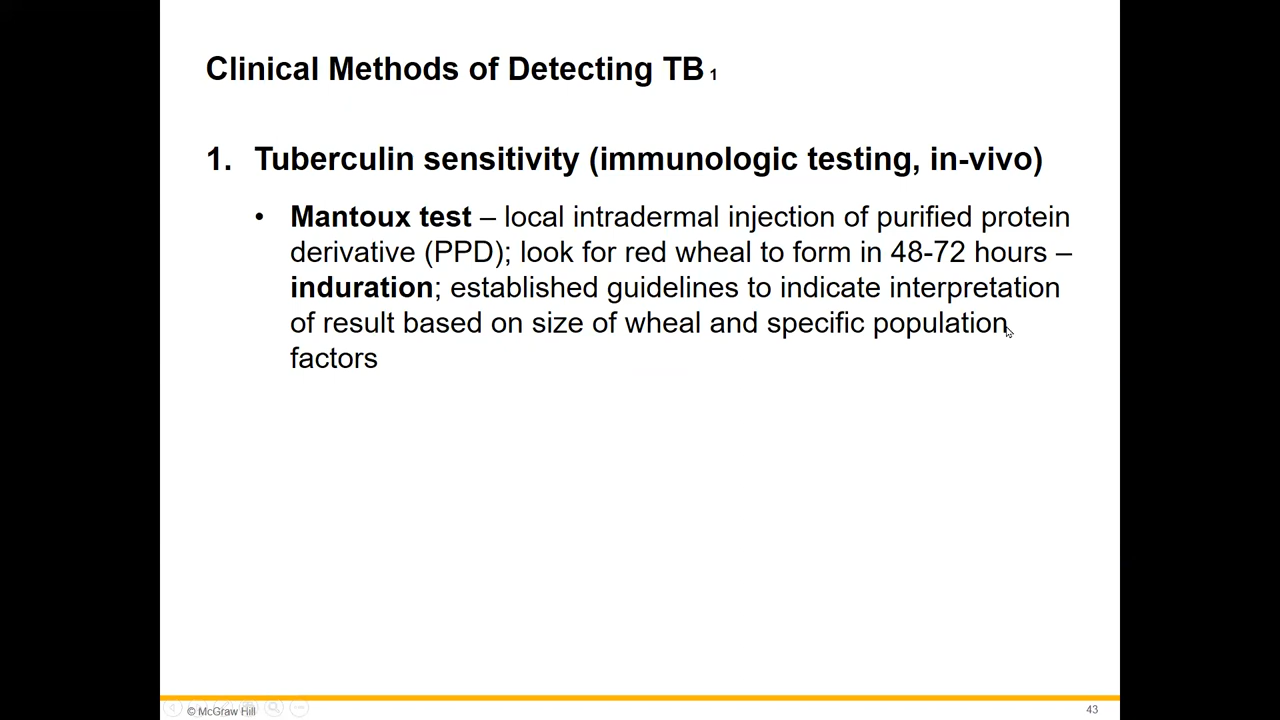 Clinical Methods of Detecting TB 1
1. Tuberculin sensitivity (immunologic testing, in-vivo)
• Mantoux test – local intradermal injection of purified protein
derivative (PPD); look for red wheal to form in 48-72 hours –
induration; established guidelines to indicate interpretation
of result based on size of wheal and specific population
factors
© McGraw Hill
43